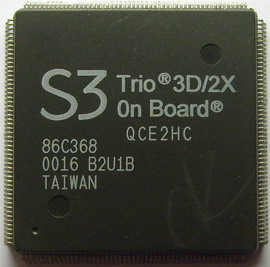 S3 Trio® 3D/2X
On Board®
QCE2HC
86C368
0016 B2U1B
TAIWAN